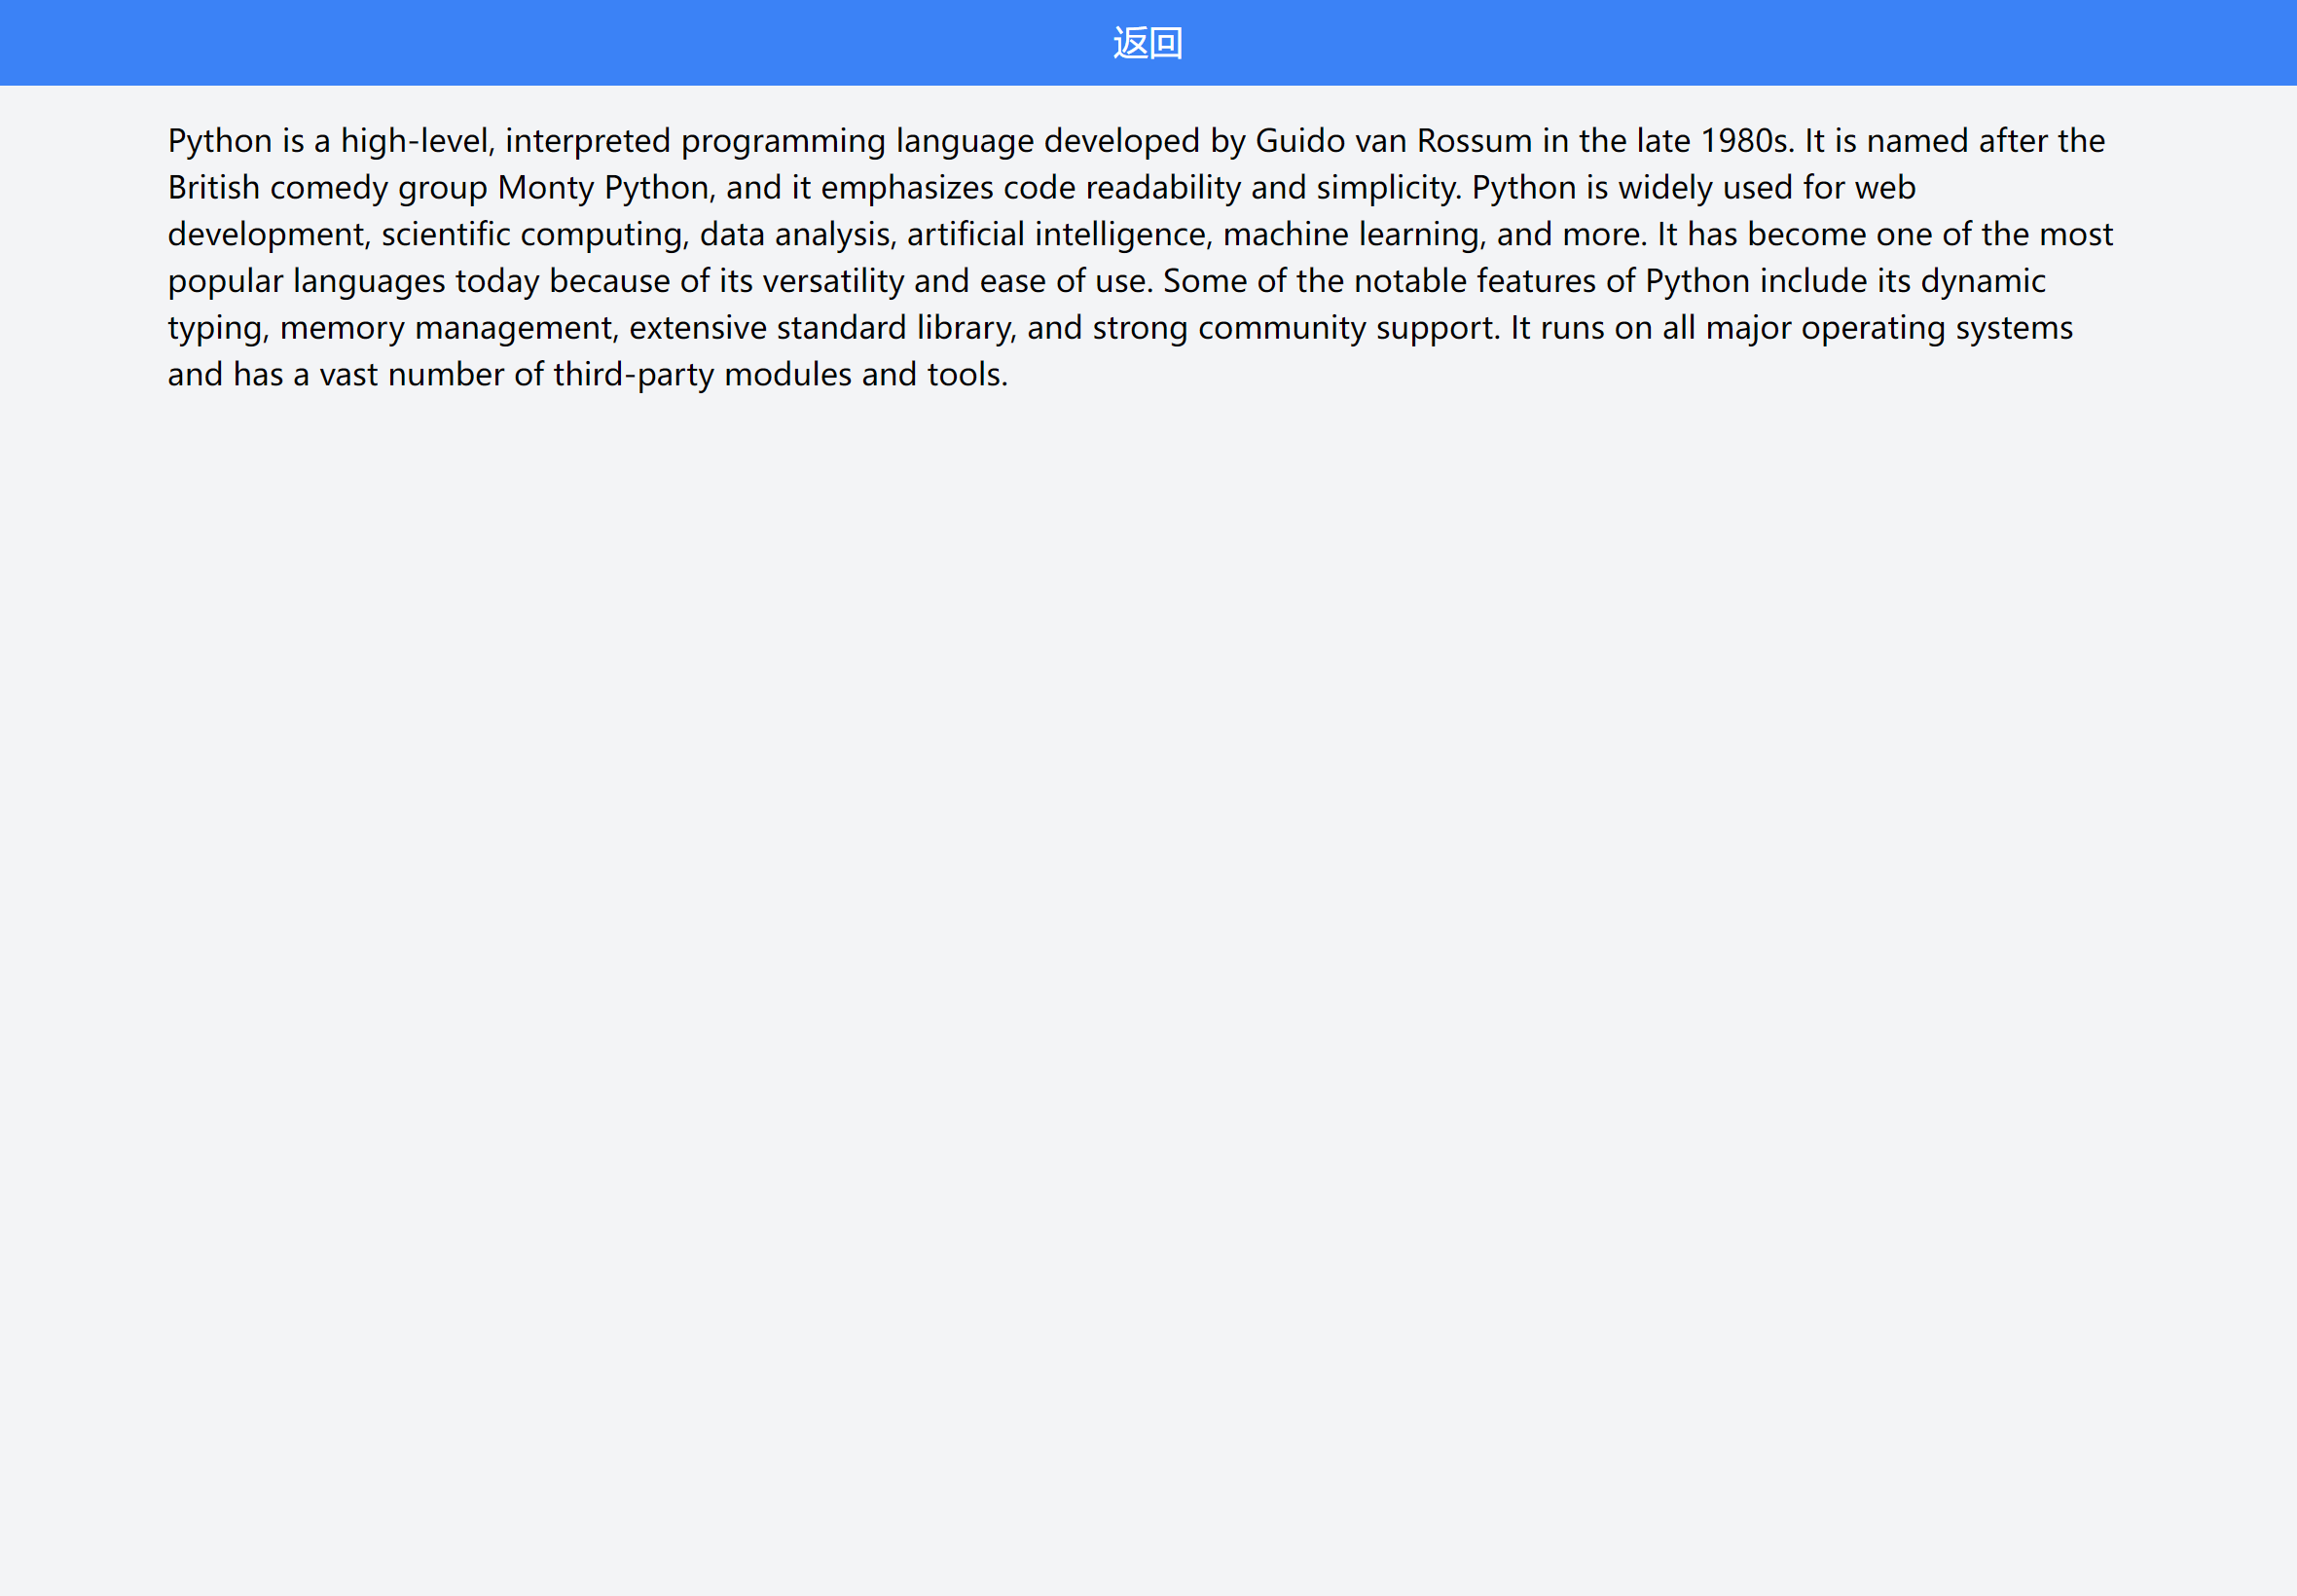 返回
Python is a high-level, interpreted programming language developed by Guido van Rossum in the late 1980s. It is named after the
British comedy group Monty Python, and it emphasizes code readability and simplicity. Python is widely used for web
development, scientific computing, data analysis, artificial intelligence, machine learning, and more. It has become one of the most
popular languages today because of its versatility and ease of use. Some of the notable features of Python include its dynamic
typing, memory management, extensive standard library, and strong community support. It runs on all major operating systems
and has a vast number of third-party modules and tools.